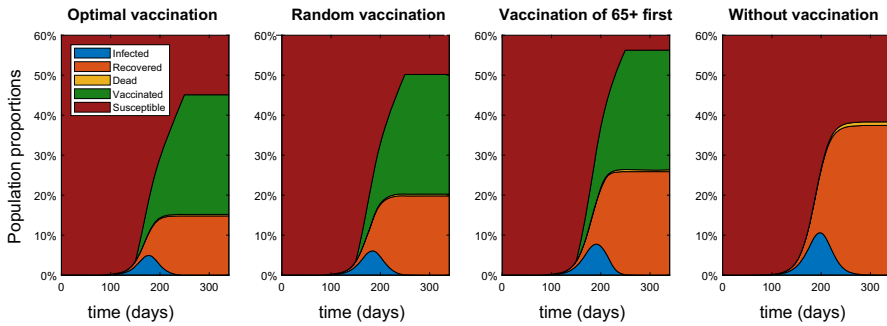 Optimal vaccination
Random vaccination
Vaccination of 65+ first
Without vaccination
Population proportions
60%
50%
40%
30%
20%
10%
0%
Infected
Recovered
Dead
Vaccinated
Susceptible
0 100 200 300
time (days)
60%
50%
40%
30%
20%
10%
0%
0 100 200 300
time (days)
60%
50%
40%
30%
20%
10%
0%
0 100 200 300
time (days)
60%
50%
40%
30%
20%
10%
0%
0 100 200 300
time (days)